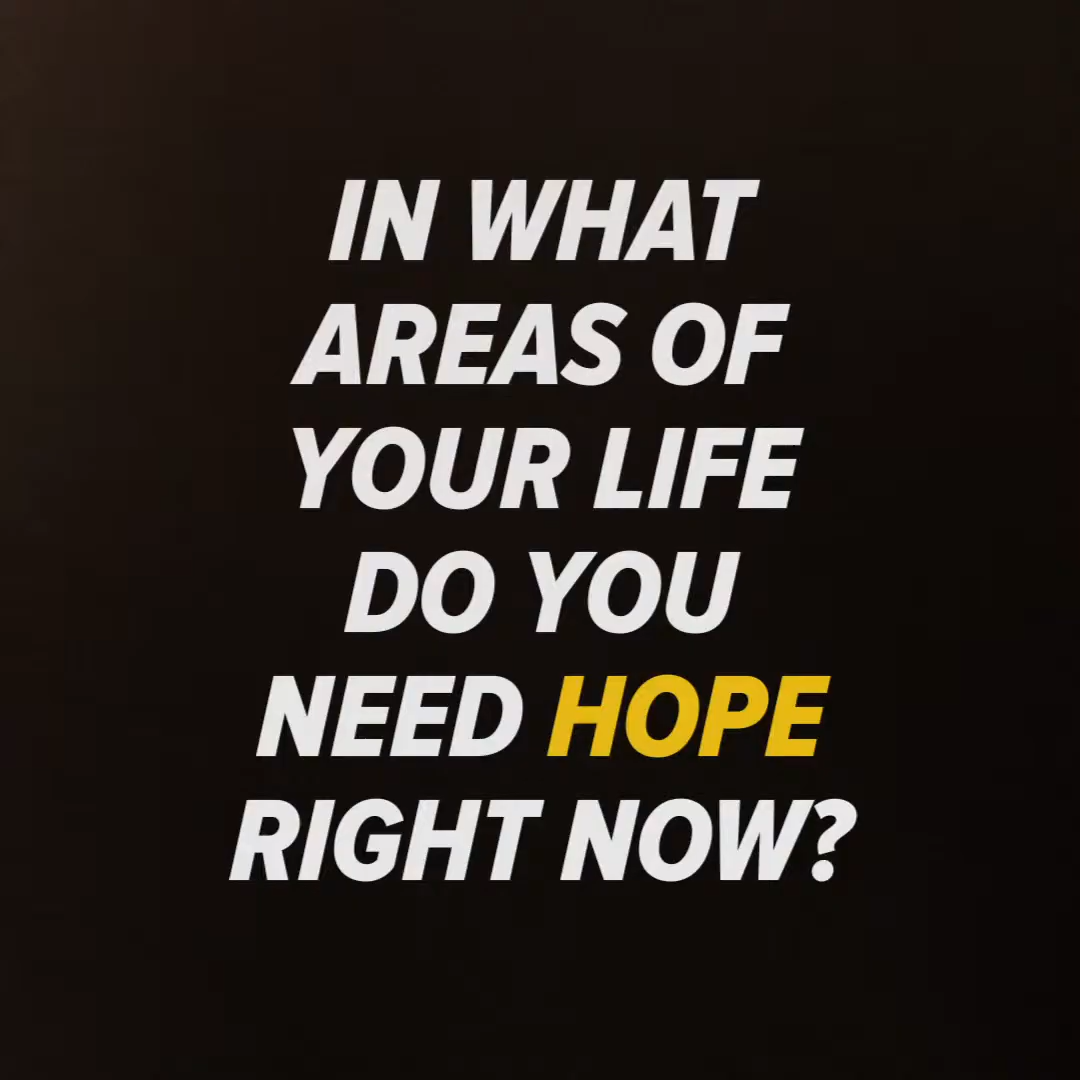 IN WHAT
AREAS OF
YOUR LIFE
DO YOU
NEED HOPE
RIGHT NOW?